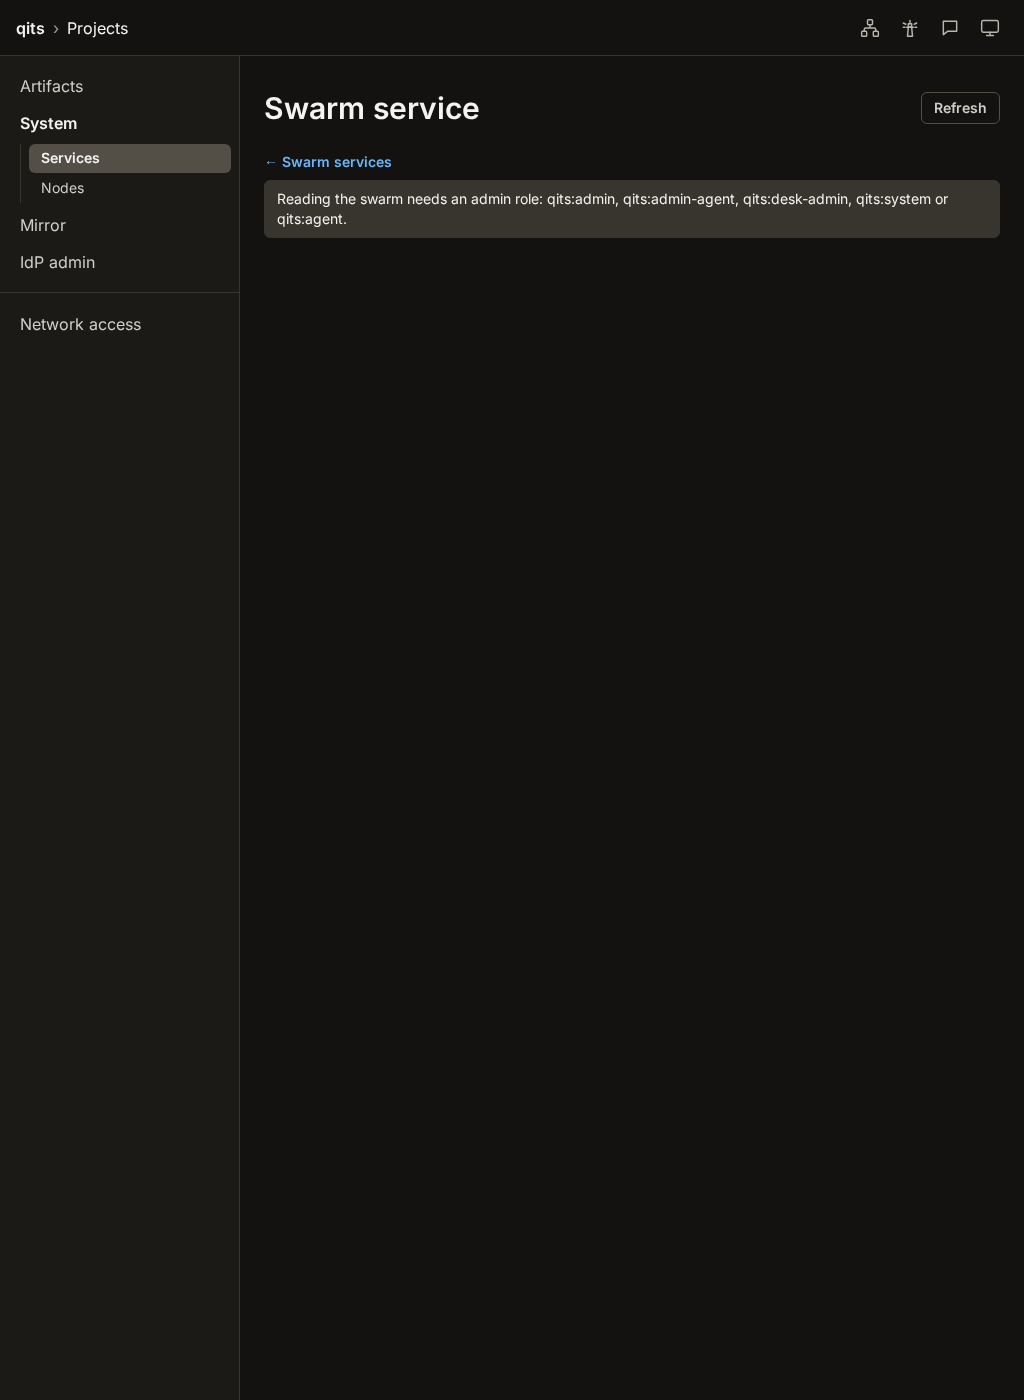 qits › Projects
Artifacts
System
Services
Nodes
Mirror
IdP admin
Network access
Swarm service
Refresh
← Swarm services
Reading the swarm needs an admin role: qits:admin, qits:admin-agent, qits:desk-admin, qits:system or
qits:agent.